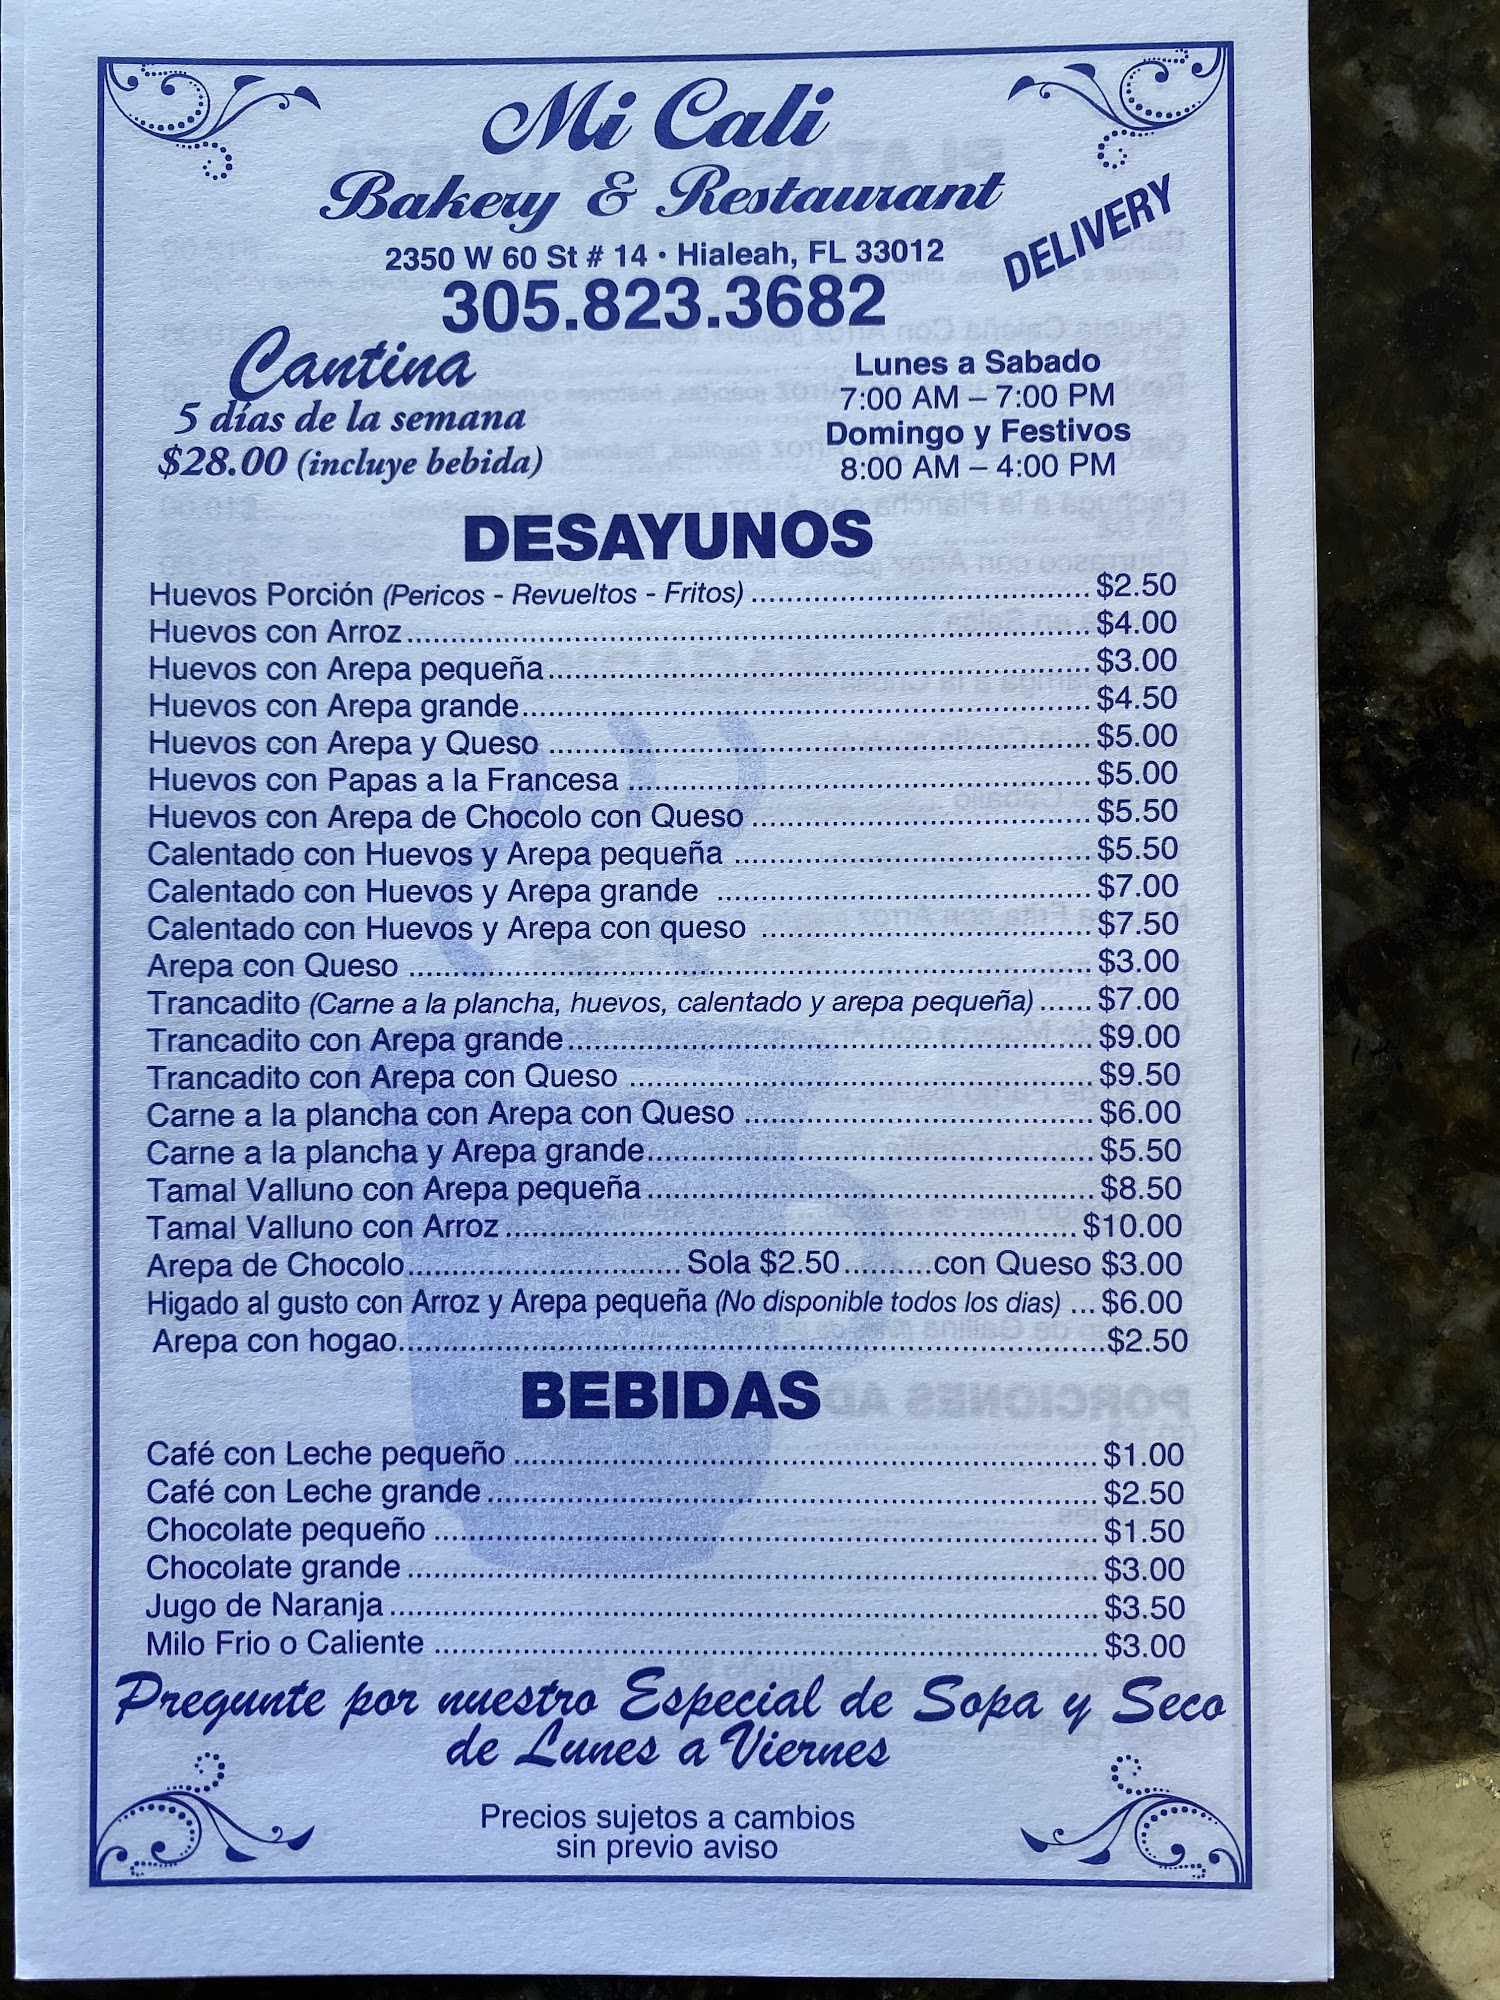 Mi Cali
Bakery & Restaurant
DELIVERY
2350 W 60 St # 14 • Hialeah, FL 33012
305.823.3682
Cantina
5 días de la semana
$28.00 (incluye bebida)
Lunes a Sabado
7:00 AM – 7:00 PM
Domingo y Festivos
8:00 AM – 4:00 PM
DESAYUNOS
Huevos Porción (Pericos - Revueltos - Fritos) ........ $2.50
Huevos con Arroz ........ $4.00
Huevos con Arepa pequeña ........ $3.00
Huevos con Arepa grande ........ $4.50
Huevos con Arepa y Queso ........ $5.00
Huevos con Papas a la Francesa ........ $5.00
Huevos con Arepa de Chocolo con Queso ........ $5.50
Calentado con Huevos y Arepa pequeña ........ $5.50
Calentado con Huevos y Arepa grande ........ $7.00
Calentado con Huevos y Arepa con queso ........ $7.50
Arepa con Queso ........ $3.00
Trancadito (Carne a la plancha, huevos, calentado y arepa pequeña) ...... $7.00
Trancadito con Arepa grande ........ $9.00
Trancadito con Arepa con Queso ........ $9.50
Carne a la plancha con Arepa con Queso ........ $6.00
Carne a la plancha y Arepa grande ........ $5.50
Tamal Valluno con Arepa pequeña ........ $8.50
Tamal Valluno con Arroz ........ $10.00
Arepa de Chocolo ........ Sola $2.50 .......... con Queso $3.00
Higado al gusto con Arroz y Arepa pequeña (No disponible todos los dias) ... $6.00
Arepa con hogao ........ $2.50
BEBIDAS
Café con Leche pequeño ........ $1.00
Café con Leche grande ........ $2.50
Chocolate pequeño ........ $1.50
Chocolate grande ........ $3.00
Jugo de Naranja ........ $3.50
Milo Frio o Caliente ........ $3.00
Pregunte por nuestro Especial de Sopa y Seco
de Lunes a Viernes
Precios sujetos a cambios
sin previo aviso